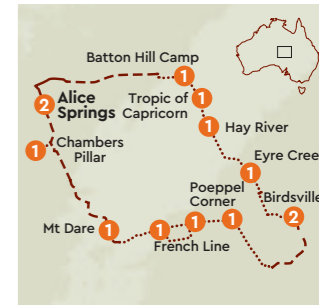 Batton Hill Camp
1
2
Alice
Springs
Tropic of
Capricorn
1
1
Hay River
1
Chambers
Pillar
Eyre Cree
1
Poeppel
Corner
Birdsville
2
Mt Dare
1
1
1
1
French Line